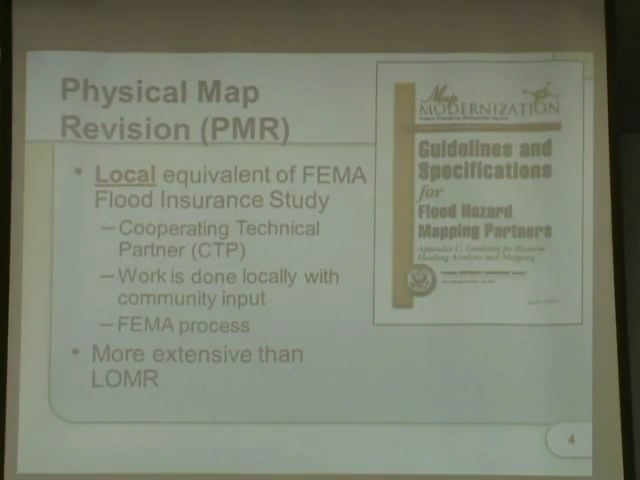 Physical Map
Revision (PMR)
• Local equivalent of FEMA
Flood Insurance Study
– Cooperating Technical
Partner (CTP)
– Work is done locally with
community input
– FEMA process
• More extensive than
LOMR
Map
MODERNIZATION
Guidelines and
Specifications
for
Flood Hazard
Mapping Partners
4